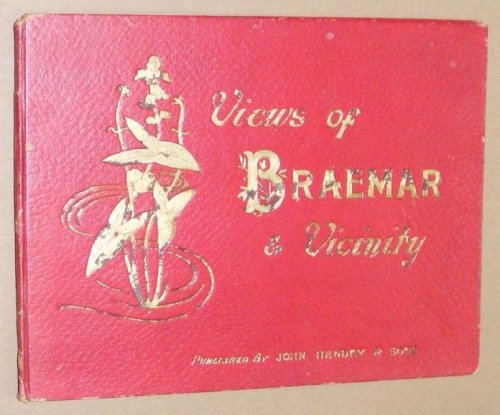 Views of
BRAEMAR
& Vicinity
PUBLISHED BY JOHN HENDRY & SON